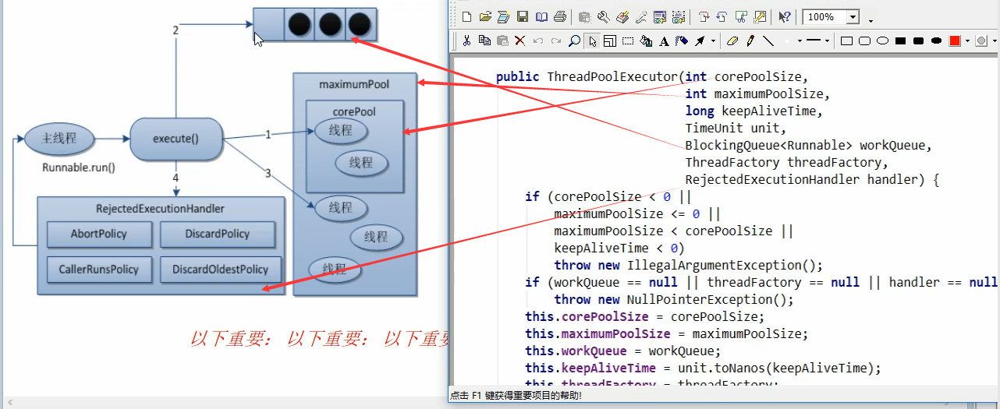 2
maximumPool
corePool
线程
线程
1
主线程
execute()
Runnable.run()
3
4
线程
线程
线程
RejectedExecutionHandler
AbortPolicy
DiscardPolicy
CallerRunsPolicy
DiscardOldestPolicy
以下重要： 以下重要： 以下重要
100%
A
public ThreadPoolExecutor(int corePoolSize,
int maximumPoolSize,
long keepAliveTime,
TimeUnit unit,
BlockingQueue<Runnable> workQueue,
ThreadFactory threadFactory,
RejectedExecutionHandler handler) {
if (corePoolSize < 0 ||
maximumPoolSize <= 0 ||
maximumPoolSize < corePoolSize ||
keepAliveTime < 0)
throw new IllegalArgumentException();
if (workQueue == null || threadFactory == null || handler == null
throw new NullPointerException();
this.corePoolSize = corePoolSize;
this.maximumPoolSize = maximumPoolSize;
this.workQueue = workQueue;
this.keepAliveTime = unit.toNanos(keepAliveTime);
this.threadFactory = threadFactory;
点击 F1 键获得重要项目的帮助!